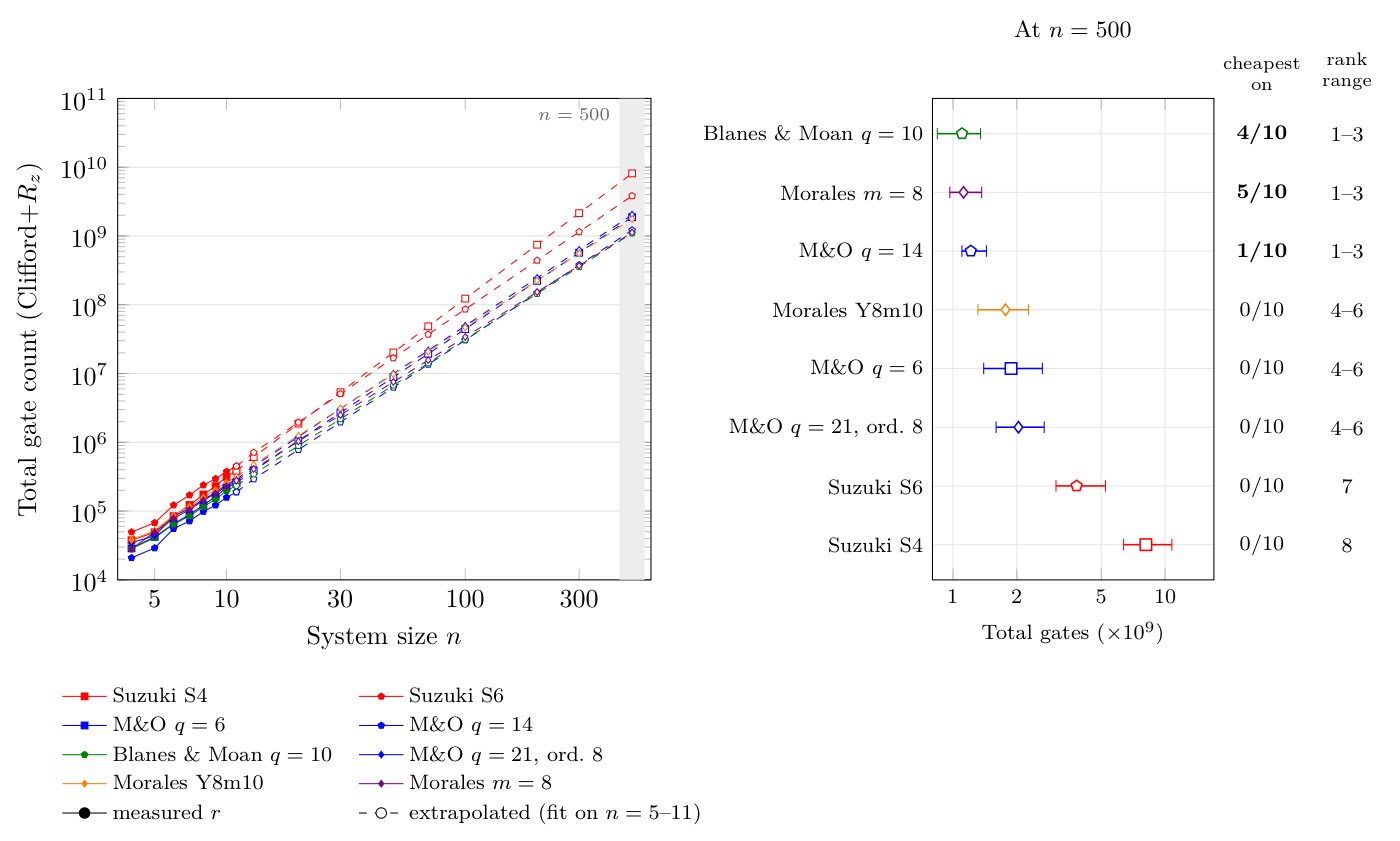 At n = 500
cheapest on
rank range
10^11
10^10
10^9
10^8
10^7
10^6
10^5
10^4
Total gate count (Clifford+R_z)
n = 500
5 10 30 100 300
System size n
Blanes & Moan q = 10 4/10 1–3
Morales m = 8 5/10 1–3
M&O q = 14 1/10 1–3
Morales Y8m10 0/10 4–6
M&O q = 6 0/10 4–6
M&O q = 21, ord. 8 0/10 4–6
Suzuki S6 0/10 7
Suzuki S4 0/10 8
1 2 5 10
Total gates (×10^9)
Suzuki S4 Suzuki S6
M&O q = 6 M&O q = 14
Blanes & Moan q = 10 M&O q = 21, ord. 8
Morales Y8m10 Morales m = 8
measured r extrapolated (fit on n = 5–11)